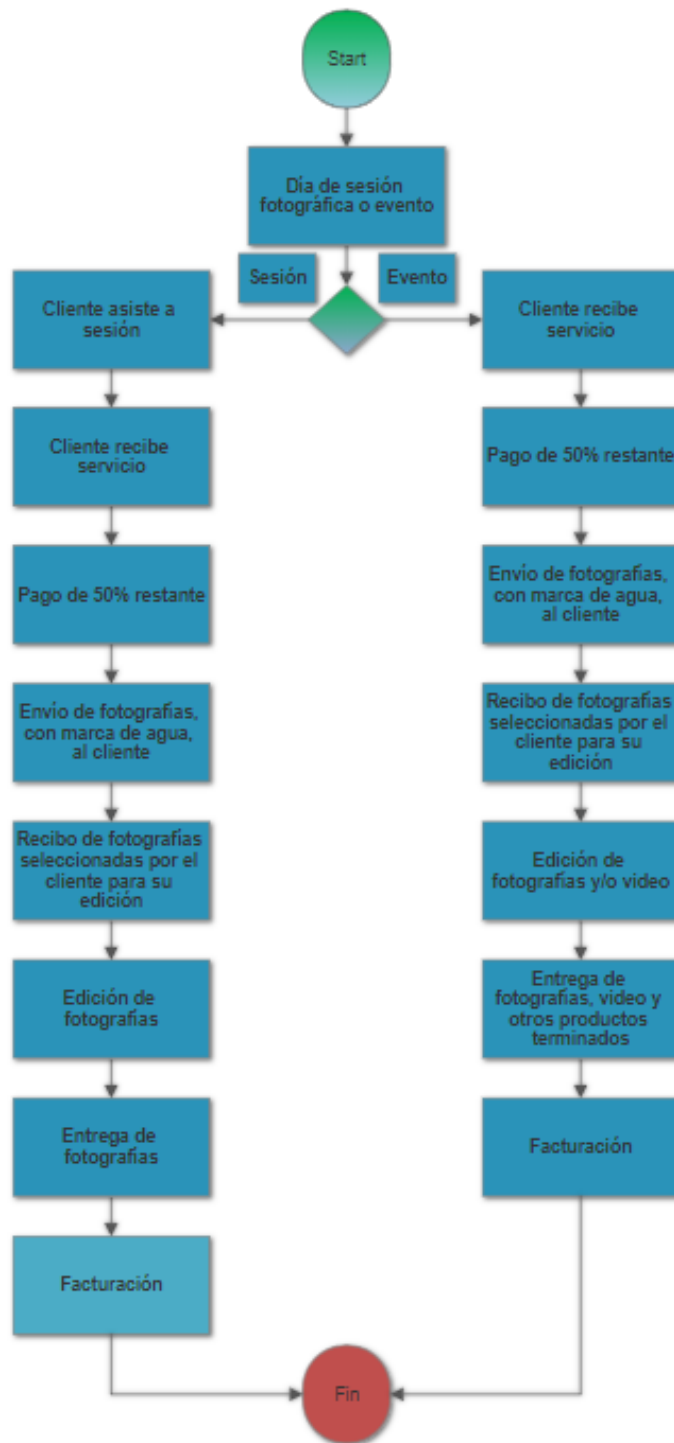 Start
Día de sesión
fotográfica o evento
Sesión
Evento
Cliente asiste a
sesión
Cliente recibe
servicio
Pago de 50% restante
Envío de fotografías,
con marca de agua,
al cliente
Recibo de fotografías
seleccionadas por el
cliente para su
edición
Edición de
fotografías
Entrega de
fotografías
Facturación
Cliente recibe
servicio
Pago de 50% restante
Envío de fotografías,
con marca de agua,
al cliente
Recibo de fotografías
seleccionadas por el
cliente para su
edición
Edición de
fotografías y/o video
Entrega de
fotografías, video y
otros productos
terminados
Facturación
Fin